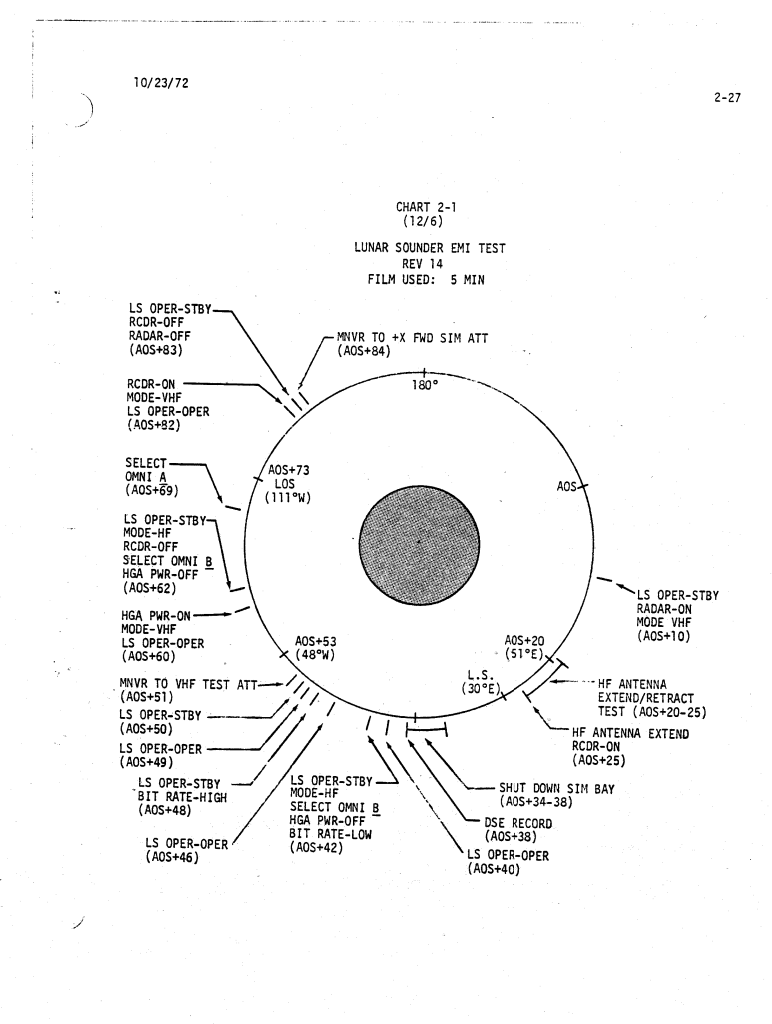 10/23/72
2-27
CHART 2-1
(12/6)
LUNAR SOUNDER EMI TEST
REV 14
FILM USED: 5 MIN
LS OPER-STBY
RCDR-OFF
RADAR-OFF
(AOS+83)
MNVR TO +X FWD SIM ATT
(AOS+84)
180°
RCDR-ON
MODE-VHF
LS OPER-OPER
(AOS+82)
SELECT
OMNI A
(AOS+69)
AOS+73
LOS
(111°W)
AOS
LS OPER-STBY
MODE-HF
RCDR-OFF
SELECT OMNI B
HGA PWR-OFF
(AOS+62)
LS OPER-STBY
RADAR-ON
MODE VHF
(AOS+10)
HGA PWR-ON
MODE-VHF
LS OPER-OPER
(AOS+60)
AOS+53
(48°W)
AOS+20
(51°E)
L.S.
(30°E)
MNVR TO VHF TEST ATT
(AOS+51)
HF ANTENNA
EXTEND/RETRACT
TEST (AOS+20-25)
LS OPER-STBY
(AOS+50)
HF ANTENNA EXTEND
RCDR-ON
(AOS+25)
LS OPER-OPER
(AOS+49)
LS OPER-STBY
BIT RATE-HIGH
(AOS+48)
LS OPER-STBY
MODE-HF
SELECT OMNI B
HGA PWR-OFF
BIT RATE-LOW
(AOS+42)
SHUT DOWN SIM BAY
(AOS+34-38)
DSE RECORD
(AOS+38)
LS OPER-OPER
(AOS+46)
LS OPER-OPER
(AOS+40)